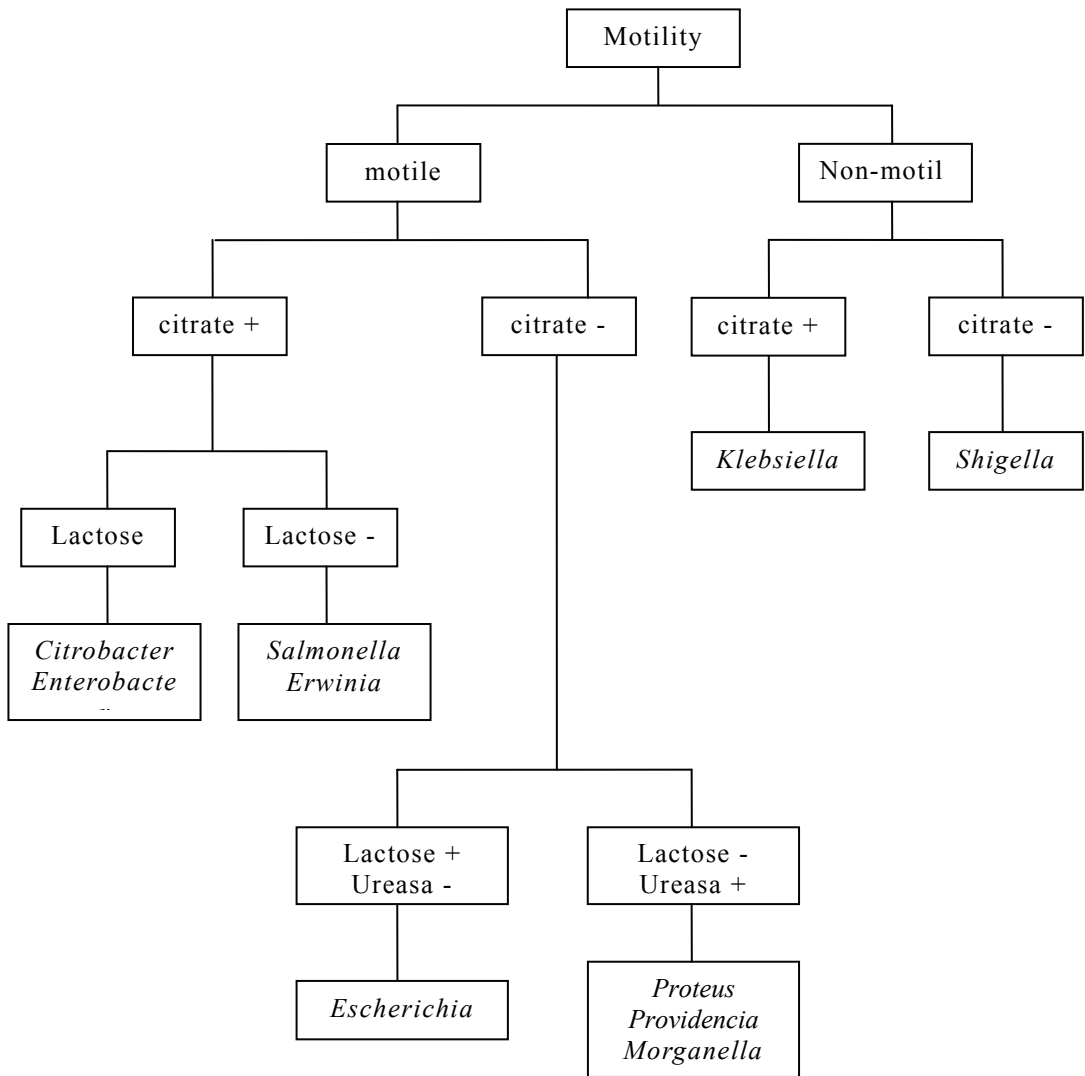 Motility
motile
Non-motil
citrate +
citrate -
citrate +
citrate -
Klebsiella
Shigella
Lactose
Lactose -
Citrobacter
Enterobacte
Salmonella
Erwinia
Lactose +
Ureasa -
Lactose -
Ureasa +
Escherichia
Proteus
Providencia
Morganella